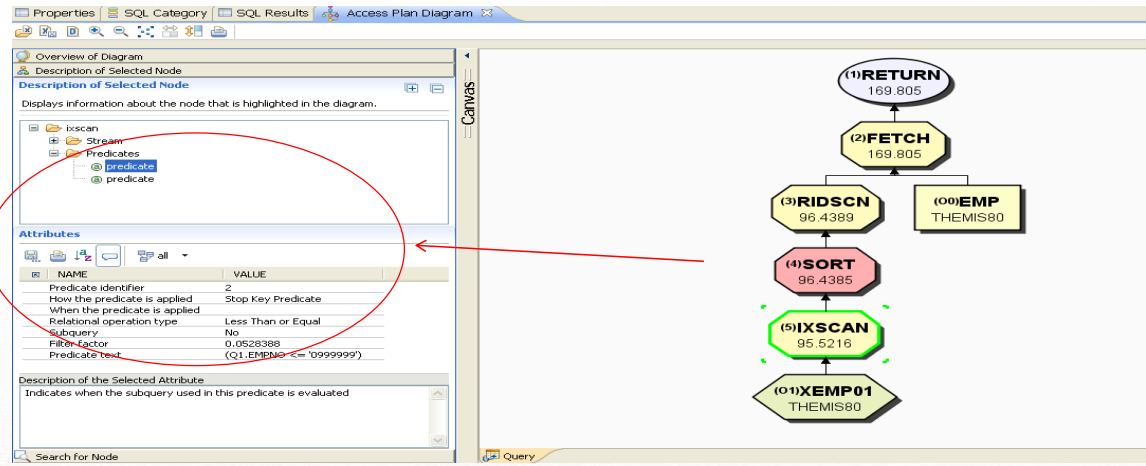 Properties SQL Category SQL Results Access Plan Diagram
Overview of Diagram
Description of Selected Node
Description of Selected Node
Displays information about the node that is highlighted in the diagram.
ixscan
Stream
Predicates
predicate
predicate
Attributes
all
NAME VALUE
Predicate identifier 2
How the predicate is applied Stop Key Predicate
When the predicate is applied
Relational operation type Less Than or Equal
Subquery No
Filter factor 0.0528388
Predicate text (Q1.EMPNO <= '0999999')
Description of the Selected Attribute
Indicates when the subquery used in this predicate is evaluated
Search for Node
Canvas
(1)RETURN
169.805
(2)FETCH
169.805
(3)RIDSCN
96.4389
(O0)EMP
THEMIS80
(4)SORT
96.4385
(5)IXSCAN
95.5216
(O1)XEMP01
THEMIS80
Query